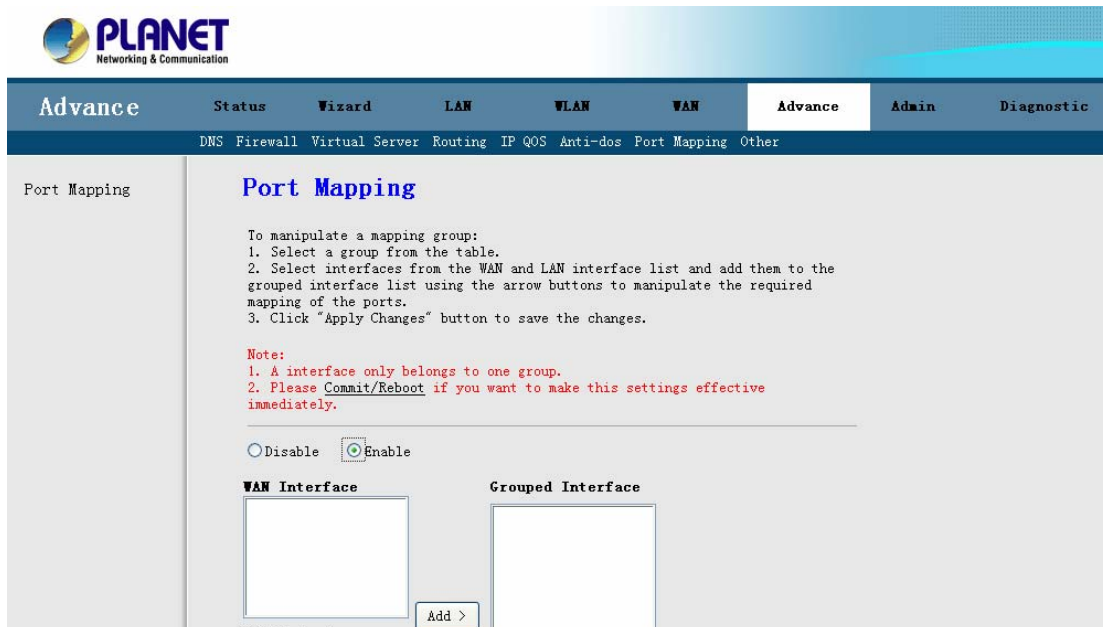 PLANET
Networking & Communication
Advance
Status Wizard LAN WLAN WAN Advance Admin Diagnostic
DNS Firewall Virtual Server Routing IP QOS Anti-dos Port Mapping Other
Port Mapping
Port Mapping
To manipulate a mapping group:
1. Select a group from the table.
2. Select interfaces from the WAN and LAN interface list and add them to the
grouped interface list using the arrow buttons to manipulate the required
mapping of the ports.
3. Click "Apply Changes" button to save the changes.
Note:
1. A interface only belongs to one group.
2. Please Commit/Reboot if you want to make this settings effective
immediately.
Disable Enable
WAN Interface Grouped Interface
Add >